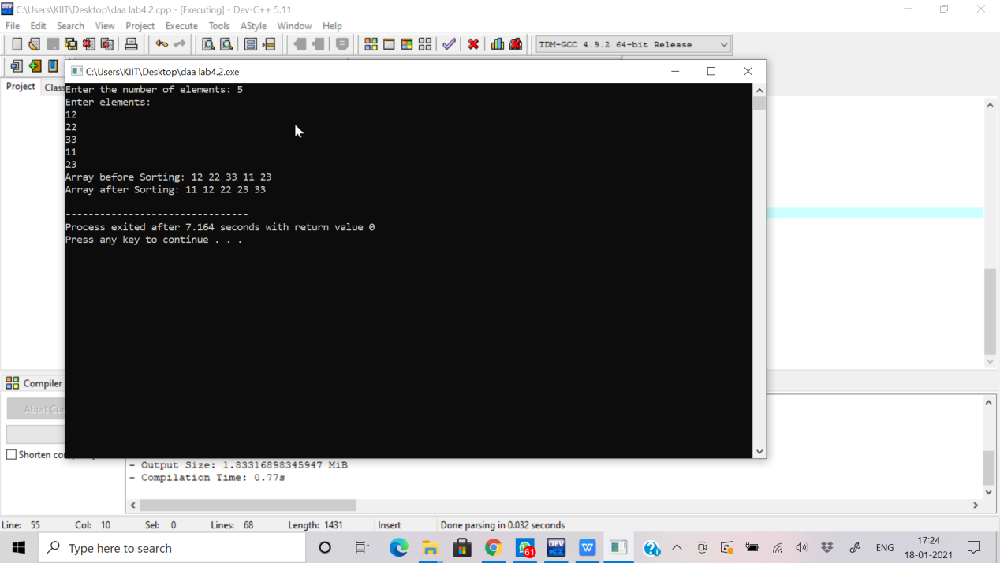 C:\Users\KIIT\Desktop\daa lab4.2.cpp - [Executing] - Dev-C++ 5.11
File Edit Search View Project Execute Tools AStyle Window Help
TDM-GCC 4.9.2 64-bit Release
C:\Users\KIIT\Desktop\daa lab4.2.exe
Project Class
Enter the number of elements: 5
Enter elements:
12
22
33
11
23
Array before Sorting: 12 22 33 11 23
Array after Sorting: 11 12 22 23 33
--------------------------------
Process exited after 7.164 seconds with return value 0
Press any key to continue . . .
Compiler
Abort Co
Shorten co
- Output Size: 1.83316898345947 MiB
- Compilation Time: 0.77s
Line: 55 Col: 10 Sel: 0 Lines: 68 Length: 1431 Insert Done parsing in 0.032 seconds
Type here to search
61
DEV
W
ENG
17:24
18-01-2021